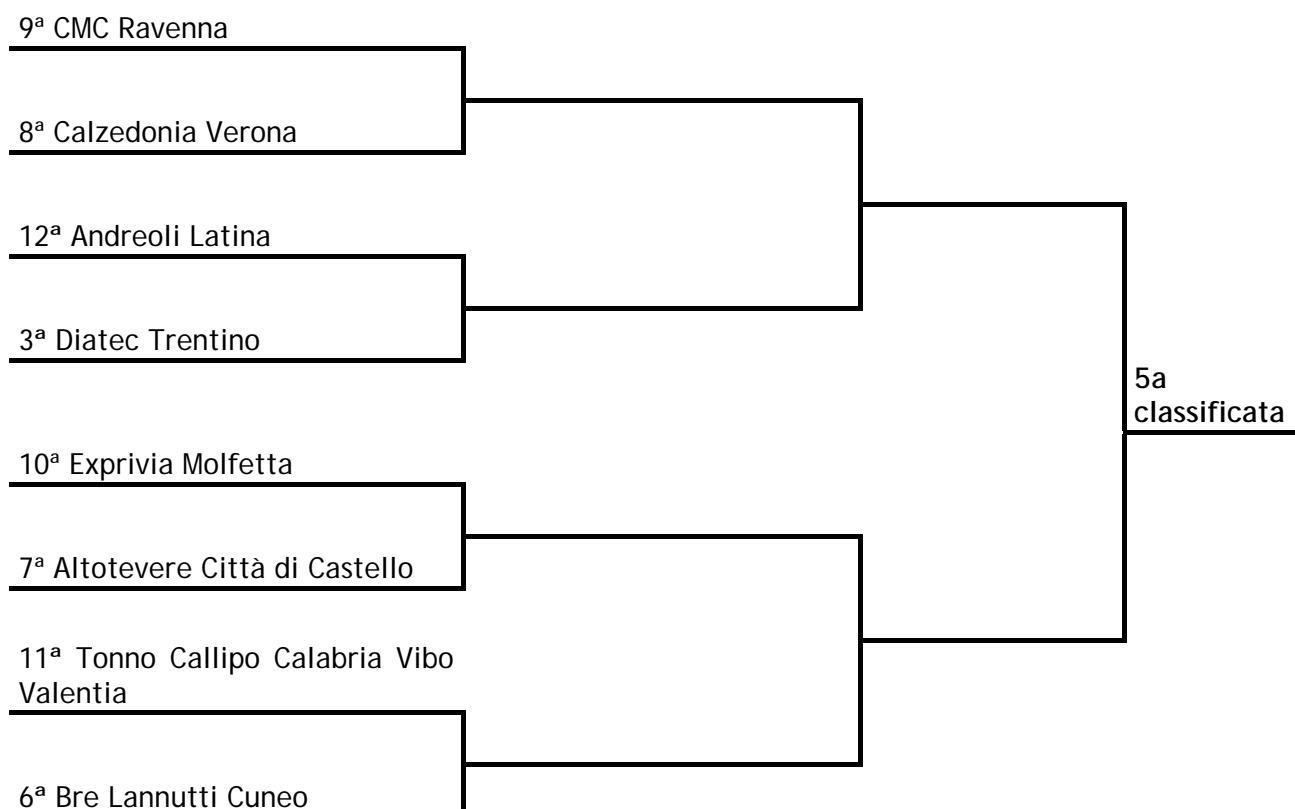 9ª CMC Ravenna
8ª Calzedonia Verona
12ª Andreoli Latina
3ª Diatec Trentino
5a
classificata
10ª Exprivia Molfetta
7ª Altotevere Città di Castello
11ª Tonno Callipo Calabria Vibo
Valentia
6ª Bre Lannutti Cuneo